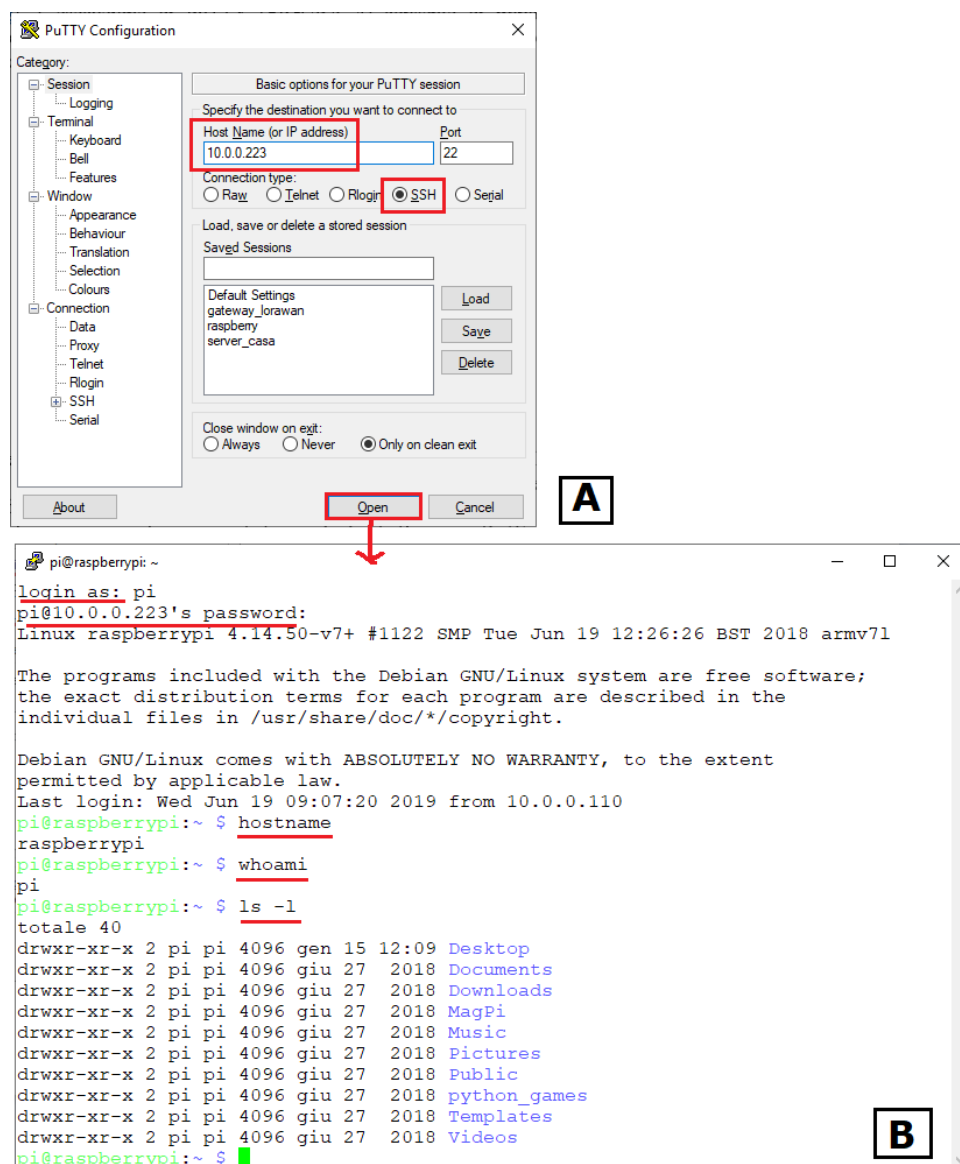 PuTTY Configuration
Category:
Session
Logging
Terminal
Keyboard
Bell
Features
Window
Appearance
Behaviour
Translation
Selection
Colours
Connection
Data
Proxy
Telnet
Rlogin
SSH
Serial
Basic options for your PuTTY session
Specify the destination you want to connect to
Host Name (or IP address) Port
10.0.0.223 22
Connection type:
Raw Telnet Rlogin SSH Serial
Load, save or delete a stored session
Saved Sessions
Default Settings
gateway_lorawan
raspberry
server_casa
Load
Save
Delete
Close window on exit:
Always Never Only on clean exit
About Open Cancel
A
pi@raspberrypi: ~
login as: pi
pi@10.0.0.223's password:
Linux raspberrypi 4.14.50-v7+ #1122 SMP Tue Jun 19 12:26:26 BST 2018 armv7l
The programs included with the Debian GNU/Linux system are free software;
the exact distribution terms for each program are described in the
individual files in /usr/share/doc/*/copyright.
Debian GNU/Linux comes with ABSOLUTELY NO WARRANTY, to the extent
permitted by applicable law.
Last login: Wed Jun 19 09:07:20 2019 from 10.0.0.110
pi@raspberrypi:~ $ hostname
raspberrypi
pi@raspberrypi:~ $ whoami
pi
pi@raspberrypi:~ $ ls -l
totale 40
drwxr-xr-x 2 pi pi 4096 gen 15 12:09 Desktop
drwxr-xr-x 2 pi pi 4096 giu 27 2018 Documents
drwxr-xr-x 2 pi pi 4096 giu 27 2018 Downloads
drwxr-xr-x 2 pi pi 4096 giu 27 2018 MagPi
drwxr-xr-x 2 pi pi 4096 giu 27 2018 Music
drwxr-xr-x 2 pi pi 4096 giu 27 2018 Pictures
drwxr-xr-x 2 pi pi 4096 giu 27 2018 Public
drwxr-xr-x 2 pi pi 4096 giu 27 2018 python_games
drwxr-xr-x 2 pi pi 4096 giu 27 2018 Templates
drwxr-xr-x 2 pi pi 4096 giu 27 2018 Videos
pi@raspberrypi:~ $
B